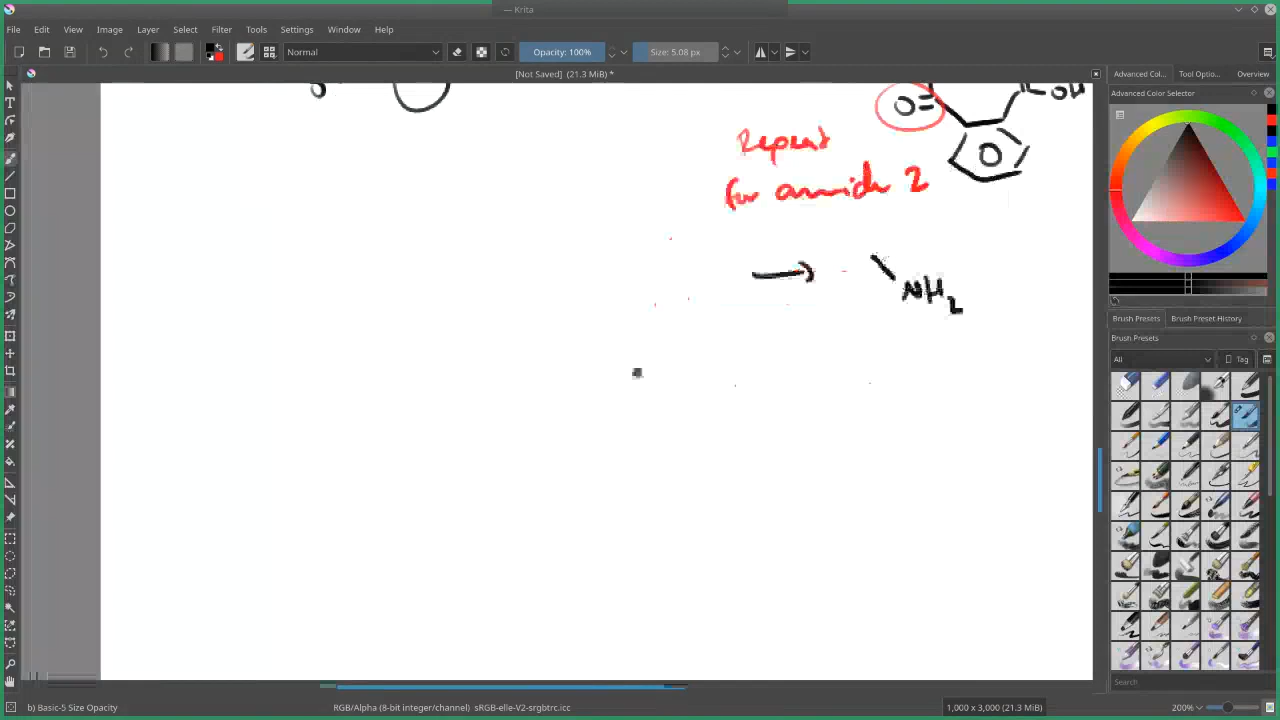 — Krita
File Edit View Image Layer Select Filter Tools Settings Window Help
Normal Opacity: 100% Size: 5.08 px
[Not Saved] (21.3 MiB) *
Advanced Col... Tool Optio... Overview
Advanced Color Selector
O=
OH
Repeat
for amide 2
NH2
Brush Presets Brush Preset History
Brush Presets
All Tag
Search
b) Basic-5 Size Opacity RGB/Alpha (8-bit integer/channel) sRGB-elle-V2-srgbtrc.icc 1,000 x 3,000 (21.3 MiB) 200%